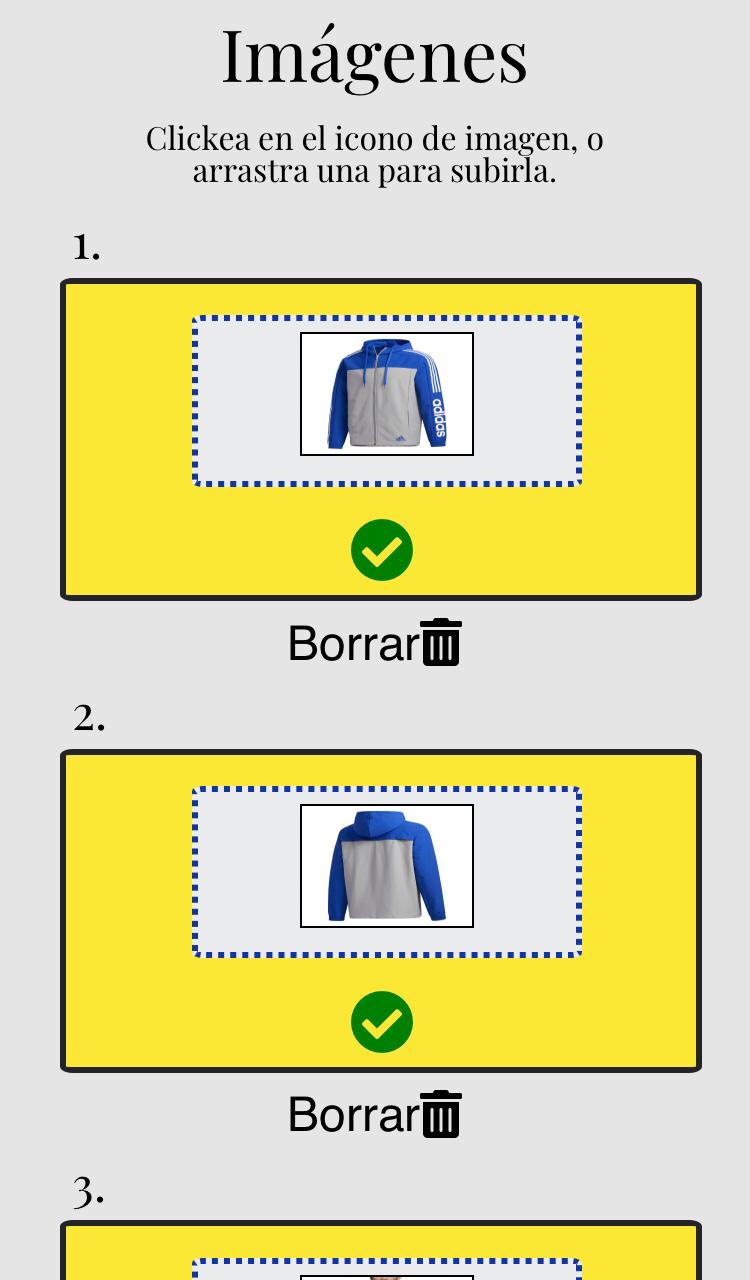 Imágenes
Clickea en el icono de imagen, o
arrastra una para subirla.
1.
adidas
Borrar
2.
Borrar
3.